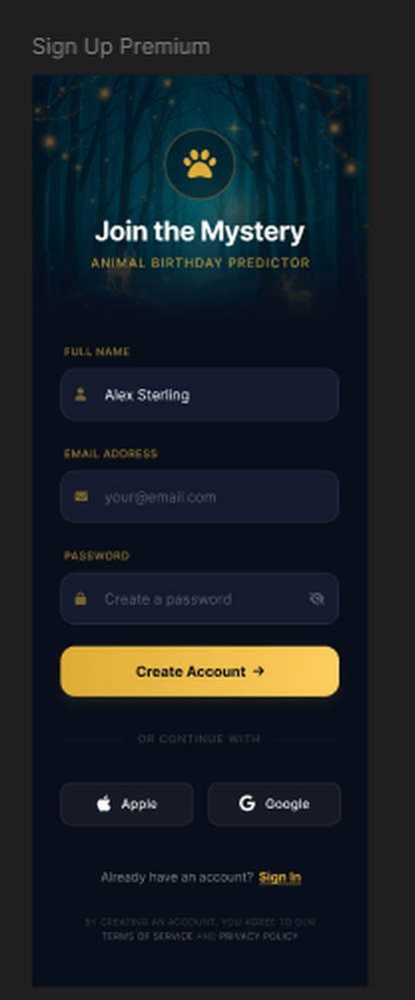 Sign Up Premium
Join the Mystery
ANIMAL BIRTHDAY PREDICTOR
FULL NAME
Alex Sterling
EMAIL ADDRESS
your@email.com
PASSWORD
Create a password
Create Account →
OR CONTINUE WITH
Apple
Google
Already have an account? Sign In
BY CREATING AN ACCOUNT, YOU AGREE TO OUR
TERMS OF SERVICE AND PRIVACY POLICY